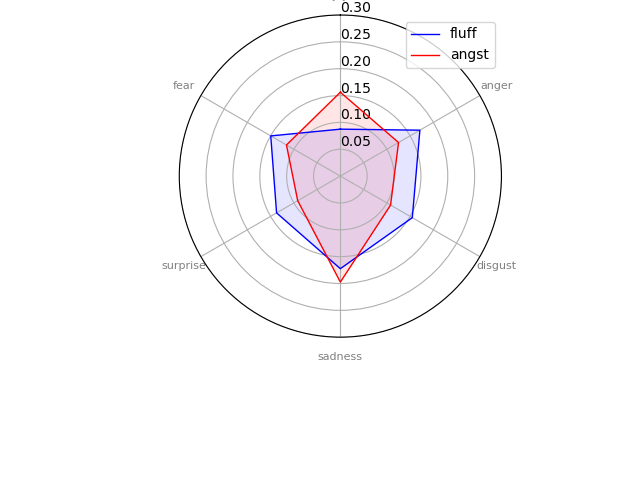 0.30
fluff
angst
0.25
0.20
0.15
0.10
0.05
fear
anger
surprise
disgust
sadness